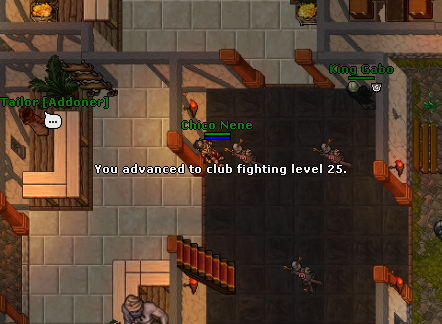 King Gabo
Tailor [Addoner]
Chico Nene
You advanced to club fighting level 25.